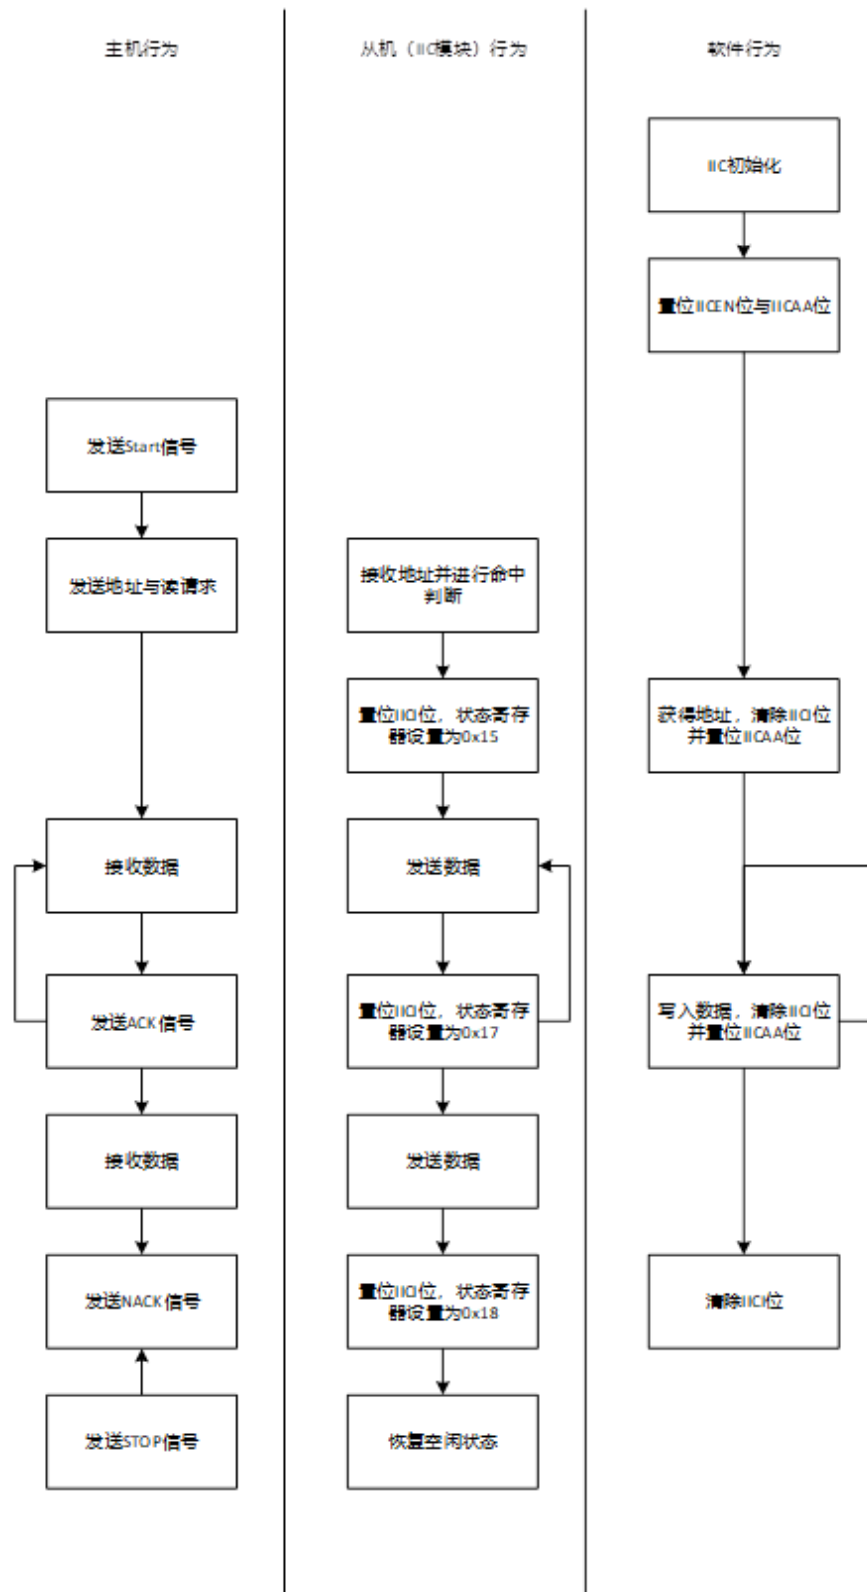 主机行为
从机（IIC模块）行为
软件行为
IIC初始化
置位IICEN位与IICAA位
发送Start信号
发送地址与读请求
接收地址并进行命中
判断
置位IICI位，状态寄存
器设置为0x15
获得地址，清除IICI位
并置位IICAA位
接收数据
发送数据
发送ACK信号
置位IICI位，状态寄存
器设置为0x17
写入数据，清除IICI位
并置位IICAA位
接收数据
发送数据
发送NACK信号
置位IICI位，状态寄存
器设置为0x18
清除IICI位
发送STOP信号
恢复空闲状态